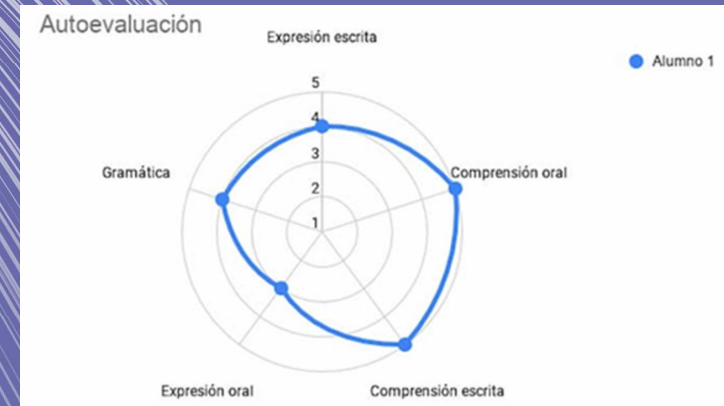 Autoevaluación
Expresión escrita
Alumno 1
5
4
3
2
1
Gramática
Comprensión oral
Expresión oral
Comprensión escrita